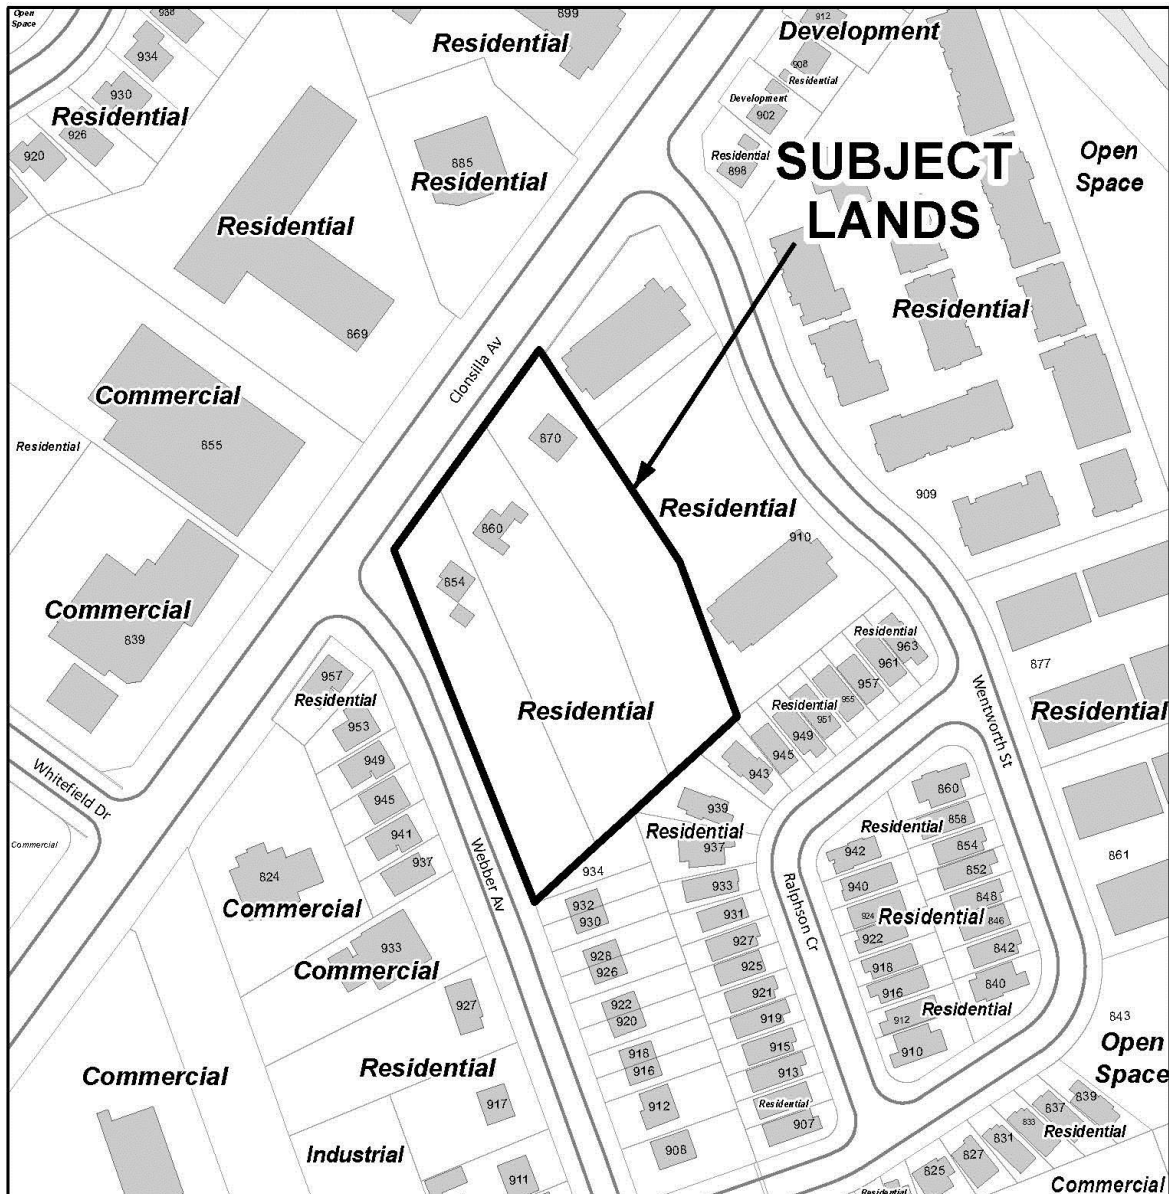 Open
Space
938
934
930
Residential
926
920
Residential
899
885
Residential
Residential
869
912
Development
908
Residential
Development
902
Residential
898
SUBJECT
LANDS
Open
Space
Residential
Clonsilla Av
Commercial
855
Residential
Commercial
839
870
860
854
Residential
Residential
910
909
877
Residential
Wentworth St
Residential
963
961
957
955
Residential
951
949
945
943
957
Residential
953
949
945
941
937
Whitefield Dr
Commercial
824
Commercial
933
Commercial
Webber Av
939
Residential
937
934
932
930
928
926
922
920
918
916
912
908
933
931
927
925
921
919
915
913
Residential
907
Ralphson Cr
860
858
Residential
854
852
848
846
842
840
942
940
924
Residential
922
918
916
912
Residential
910
861
843
Open
Space
927
Residential
Commercial
917
Industrial
911
839
837
833
Residential
831
827
825
Residential
Commercial